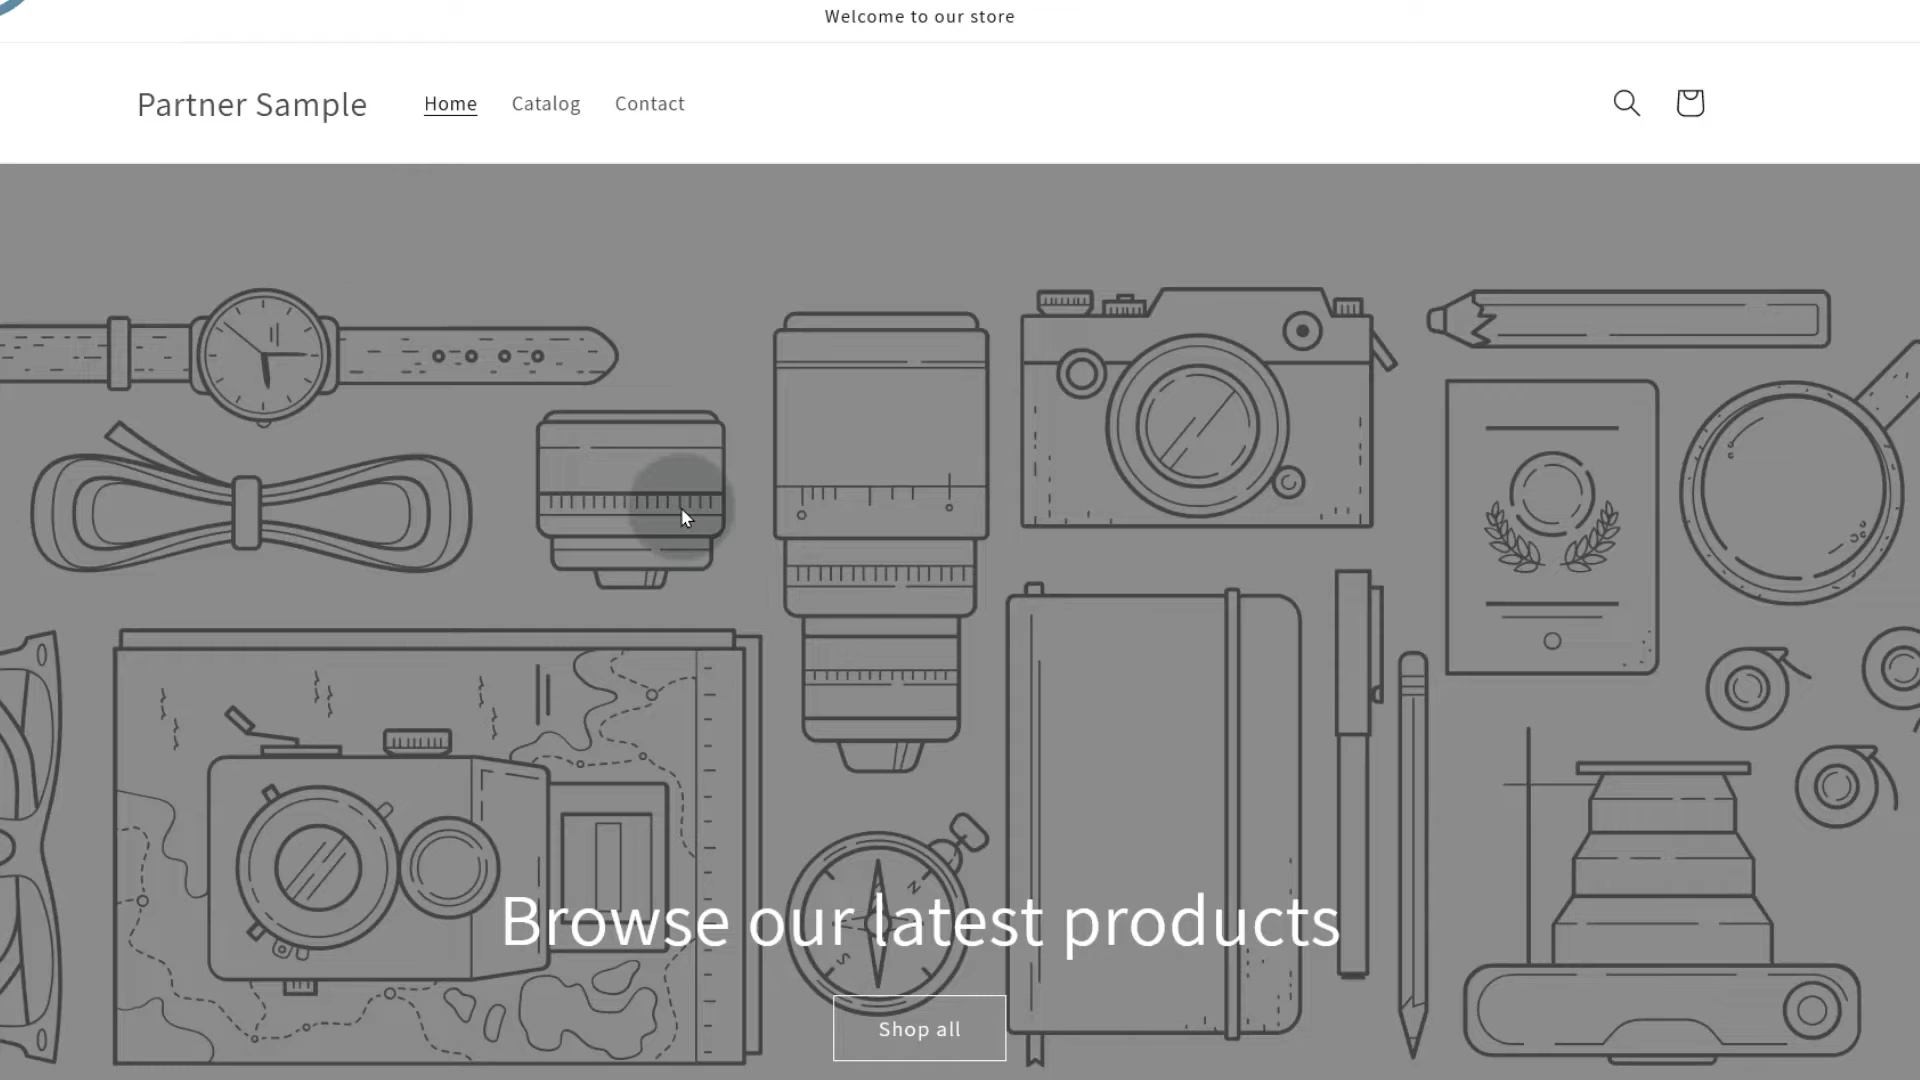 Welcome to our store
Partner Sample
Home
Catalog
Contact
N
S
Browse our latest products
Shop all